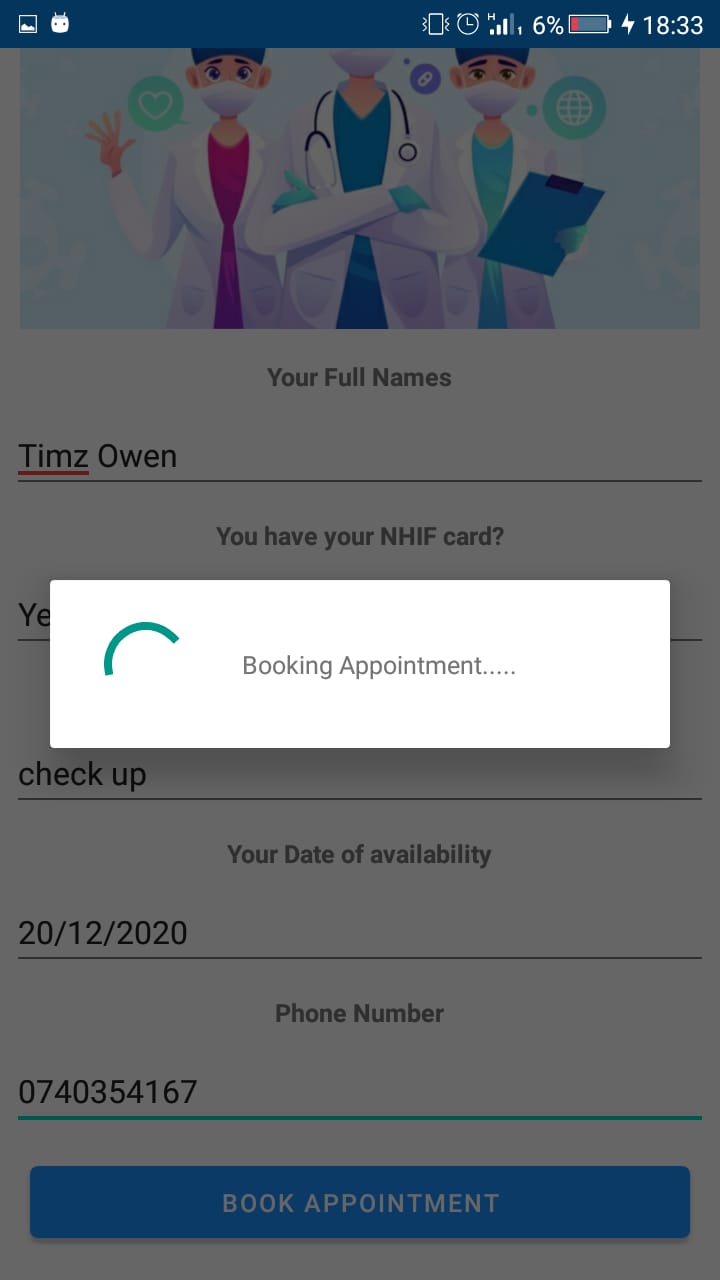 H 1 6% 18:33
Your Full Names
Timz Owen
You have your NHIF card?
Ye
Booking Appointment.....
check up
Your Date of availability
20/12/2020
Phone Number
0740354167
BOOK APPOINTMENT